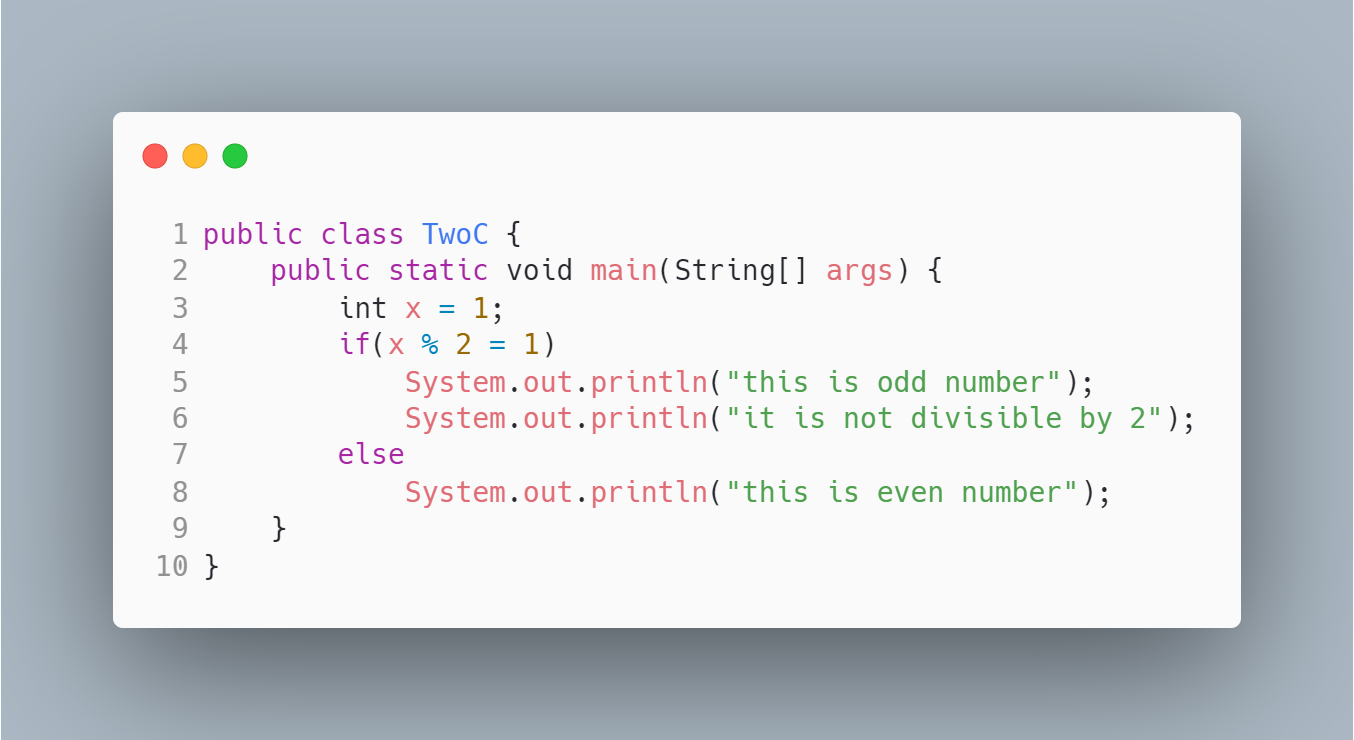 1 public class TwoC {
2     public static void main(String[] args) {
3         int x = 1;
4         if(x % 2 = 1)
5             System.out.println("this is odd number");
6             System.out.println("it is not divisible by 2");
7         else
8             System.out.println("this is even number");
9     }
10 }